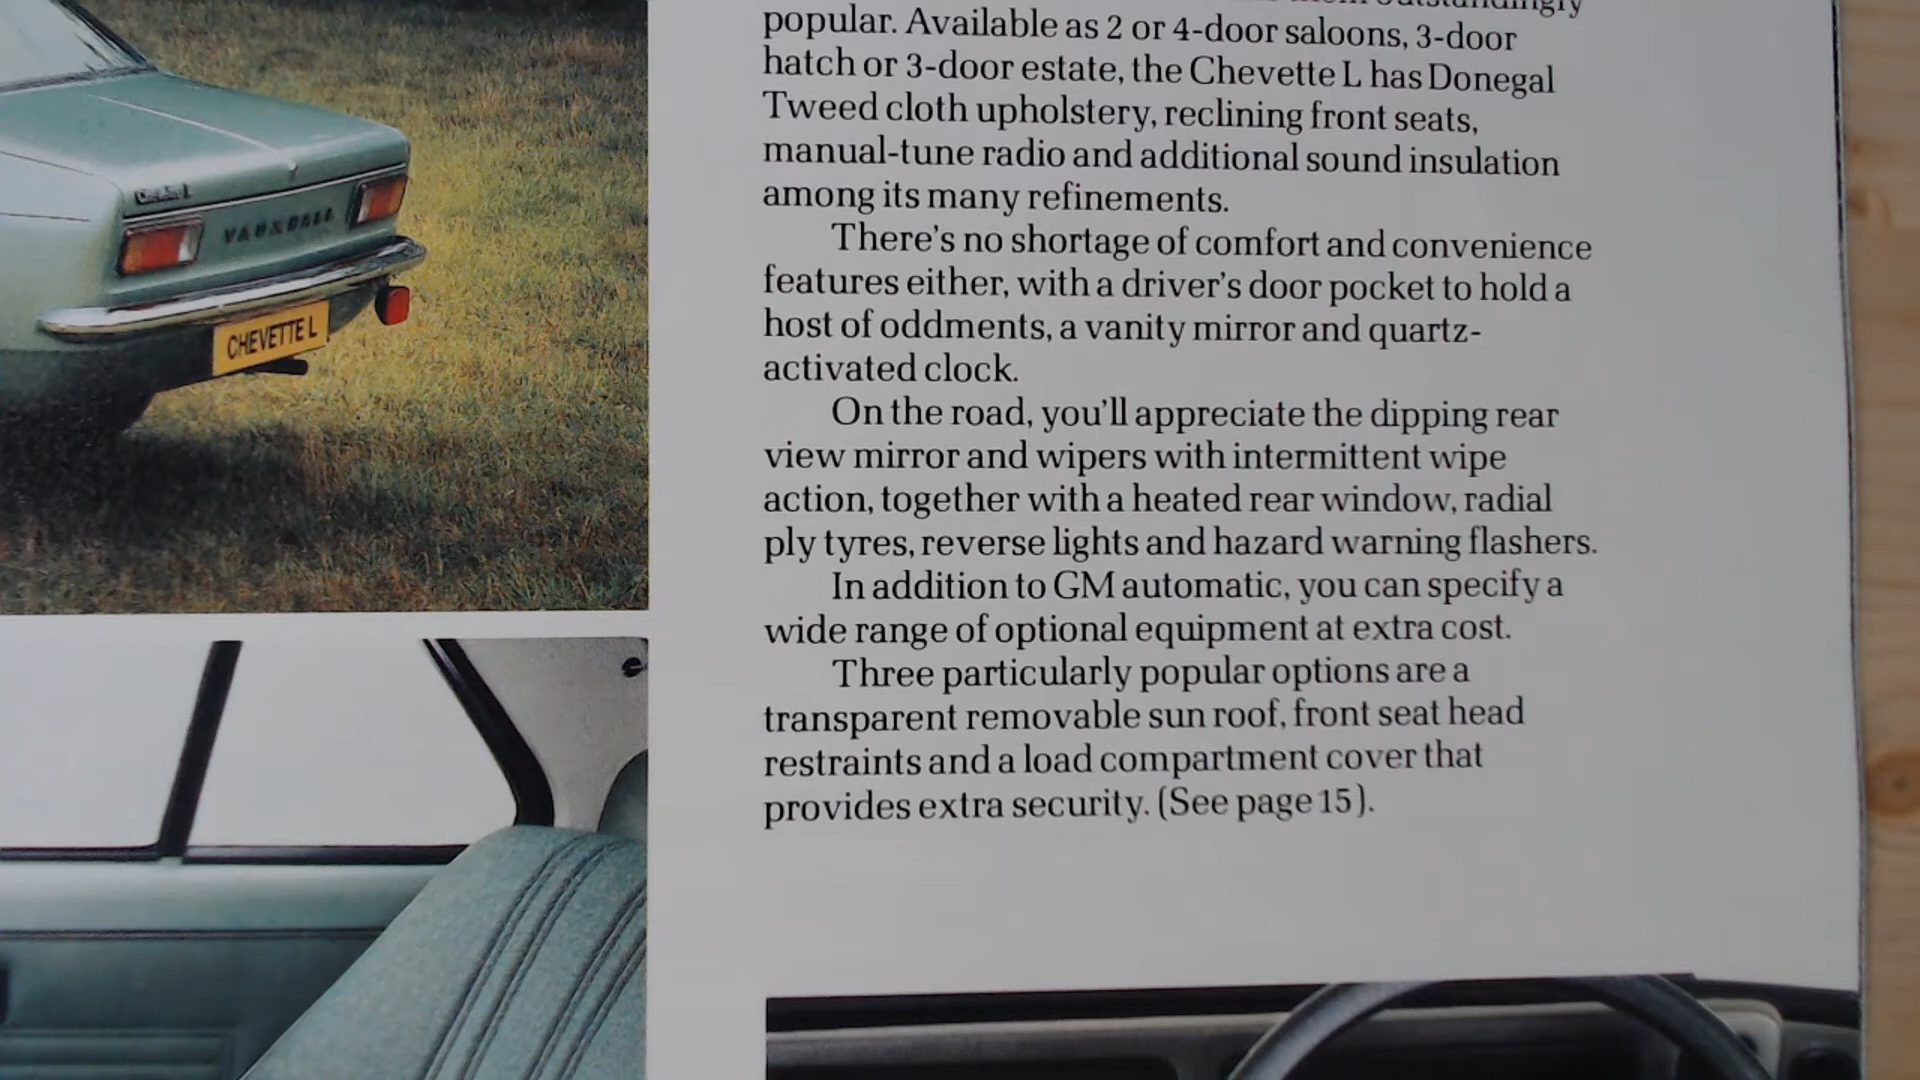 outstandingly
popular. Available as 2 or 4-door saloons, 3-door
hatch or 3-door estate, the Chevette L has Donegal
Tweed cloth upholstery, reclining front seats,
manual-tune radio and additional sound insulation
among its many refinements.
There's no shortage of comfort and convenience
features either, with a driver's door pocket to hold a
host of oddments, a vanity mirror and quartz-
activated clock.
On the road, you'll appreciate the dipping rear
view mirror and wipers with intermittent wipe
action, together with a heated rear window, radial
ply tyres, reverse lights and hazard warning flashers.
In addition to GM automatic, you can specify a
wide range of optional equipment at extra cost.
Three particularly popular options are a
transparent removable sun roof, front seat head
restraints and a load compartment cover that
provides extra security. (See page 15).
VAUXHALL
CHEVETTE L